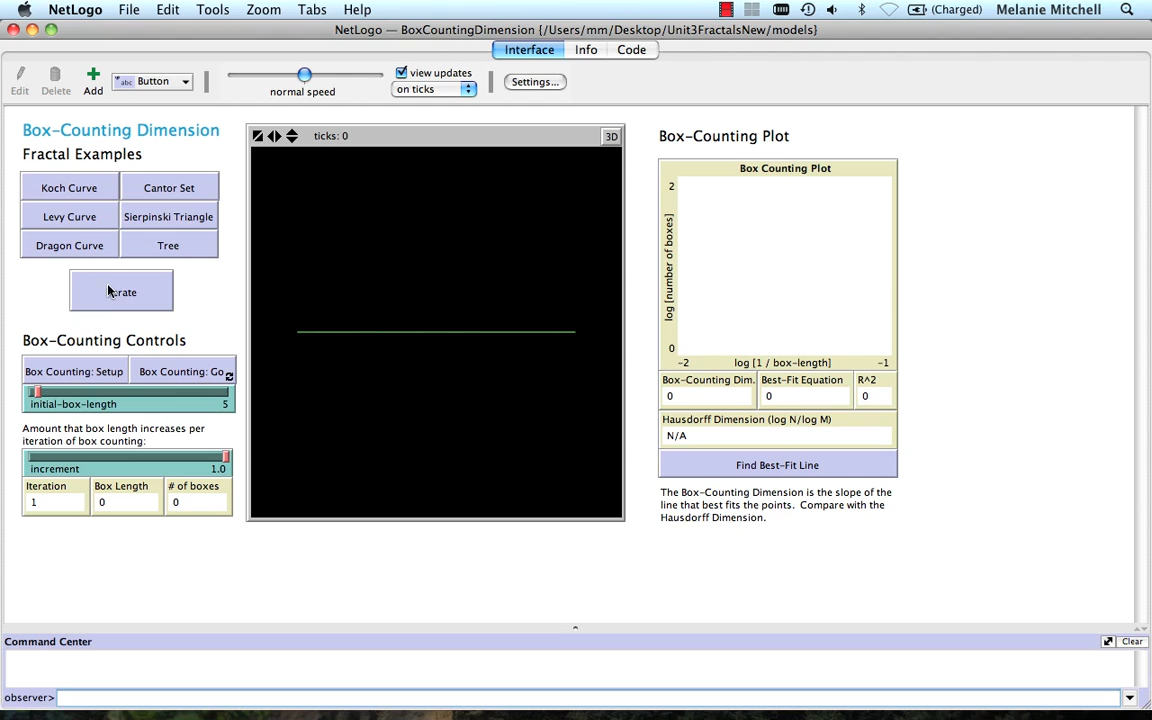 NetLogo File Edit Tools Zoom Tabs Help (Charged) Melanie Mitchell
NetLogo — BoxCountingDimension {/Users/mm/Desktop/Unit3FractalsNew/models}
Interface Info Code
Edit Delete Add abc Button normal speed view updates on ticks Settings...
Box-Counting Dimension
Fractal Examples
Koch Curve Cantor Set
Levy Curve Sierpinski Triangle
Dragon Curve Tree
Box-Counting Controls
Box Counting: Setup Box Counting: Go
initial-box-length 5
Amount that box length increases per
iteration of box counting:
increment 1.0
Iteration Box Length # of boxes
1 0 0
ticks: 0 3D
Box-Counting Plot
Box Counting Plot
2
log [number of boxes]
0
-2 log [1 / box-length] -1
Box-Counting Dim. Best-Fit Equation R^2
0 0 0
Hausdorff Dimension (log N/log M)
N/A
Find Best-Fit Line
The Box-Counting Dimension is the slope of the
line that best fits the points. Compare with the
Hausdorff Dimension.
Command Center Clear
observer>